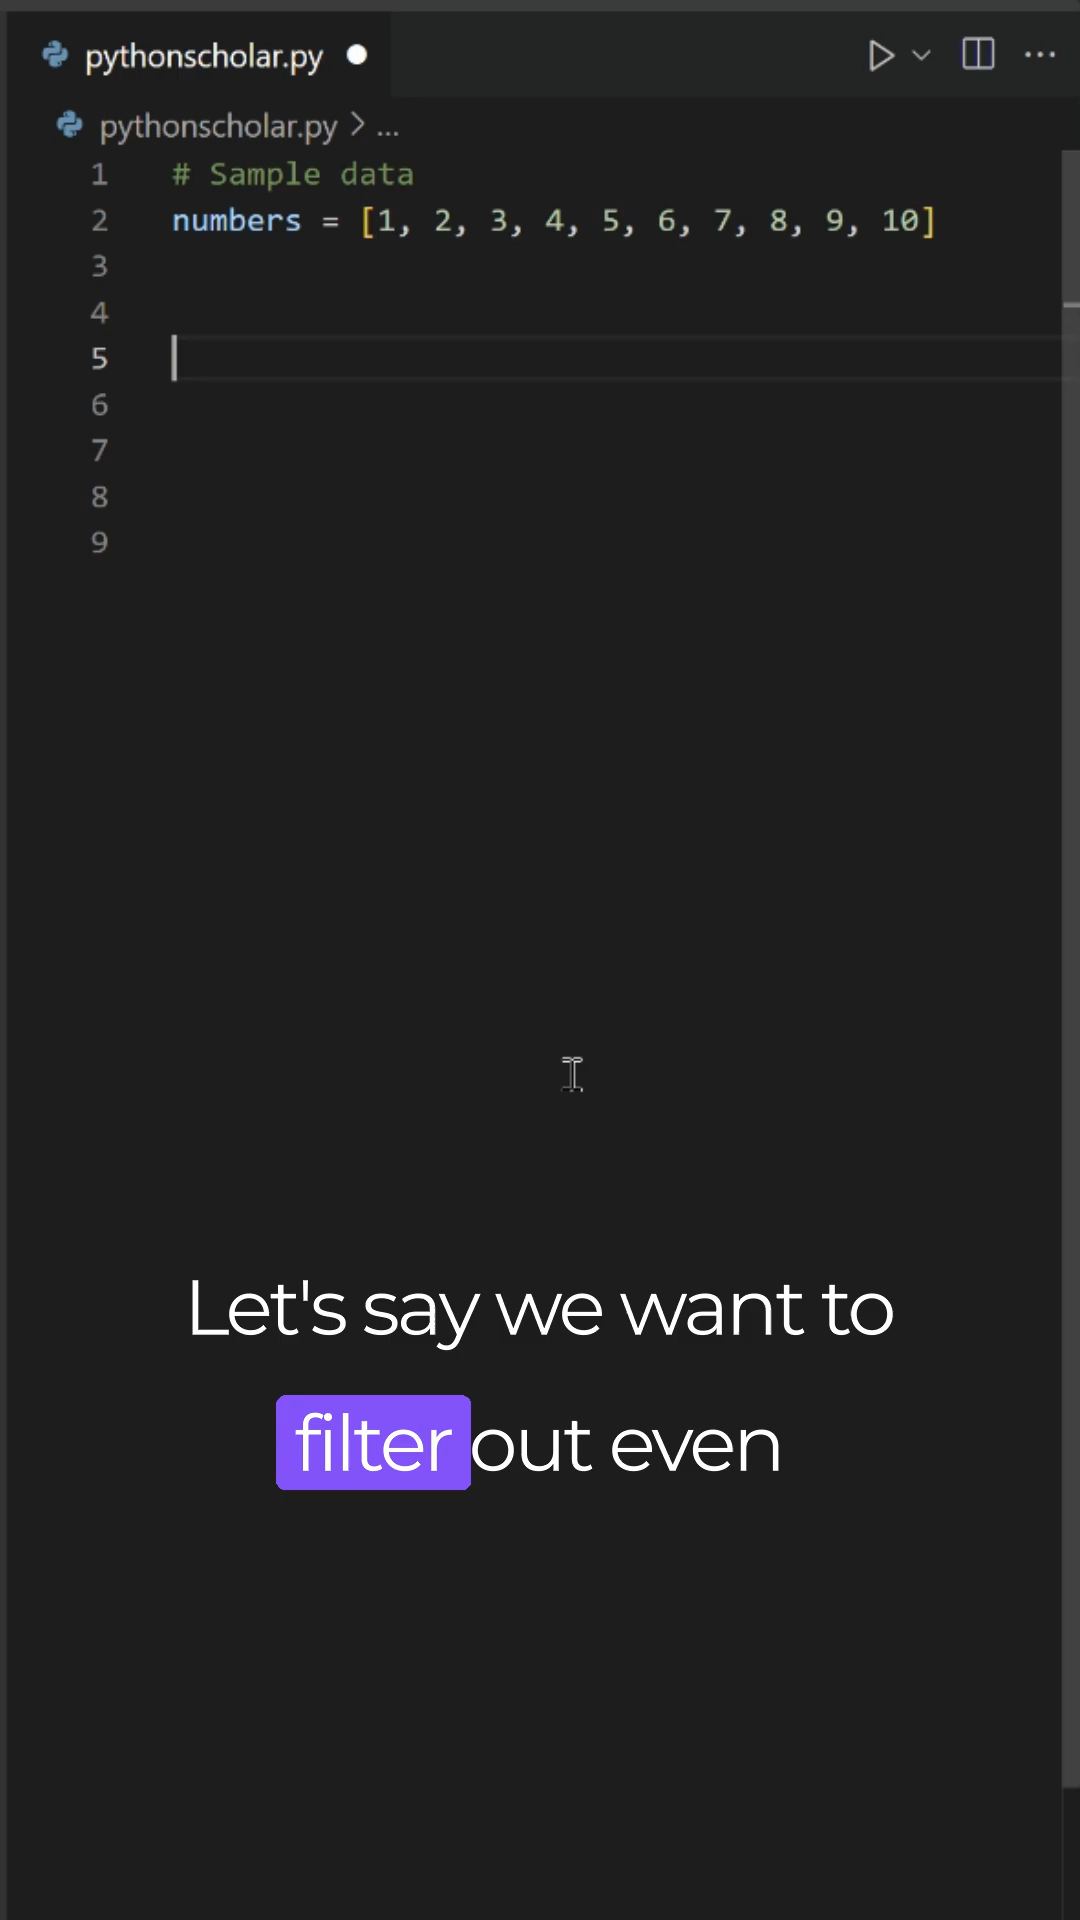 pythonscholar.py
pythonscholar.py > ...
1 # Sample data
2 numbers = [1, 2, 3, 4, 5, 6, 7, 8, 9, 10]
3
4
5
6
7
8
9
Let's say we want to
filter out even